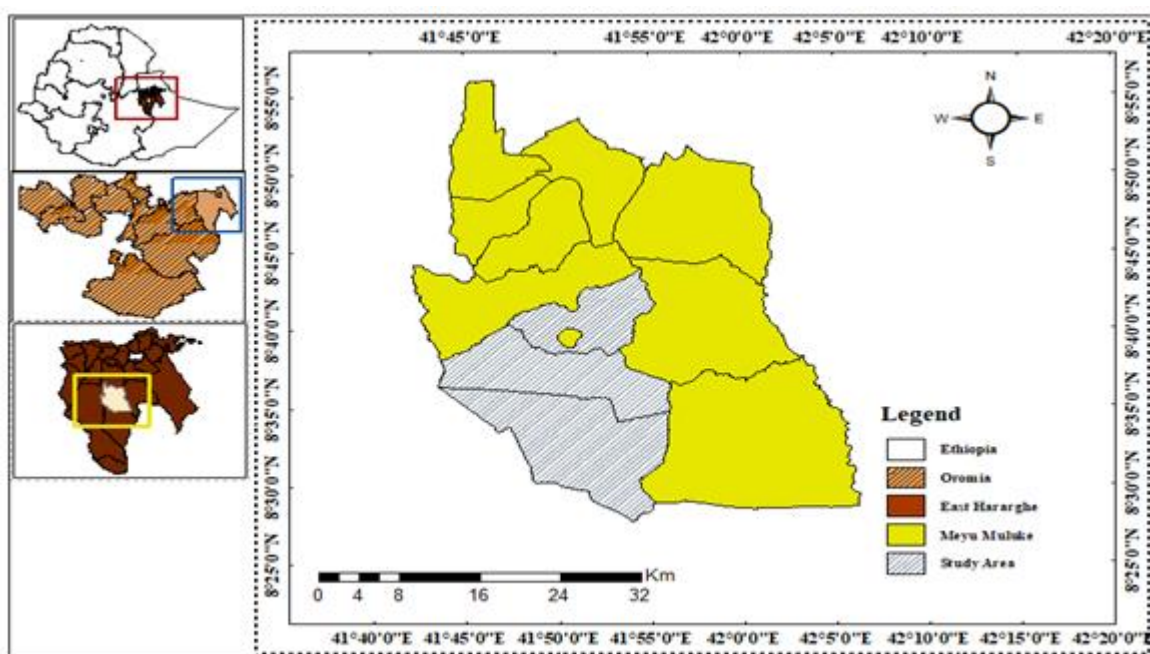 41°45'0"E 41°55'0"E 42°0'0"E 42°5'0"E 42°10'0"E 42°20'0"E
8°55'0"N
8°50'0"N
8°45'0"N
8°40'0"N
8°35'0"N
8°30'0"N
8°25'0"N
N
W E
S
Legend
Ethiopia
Oromia
East Hararghe
Meyu Muluke
Study Area
Km
0 4 8 16 24 32
8°55'0"N
8°50'0"N
8°45'0"N
8°40'0"N
8°35'0"N
8°30'0"N
8°25'0"N
41°40'0"E 41°45'0"E 41°50'0"E 41°55'0"E 42°0'0"E 42°5'0"E 42°10'0"E 42°15'0"E 42°20'0"E